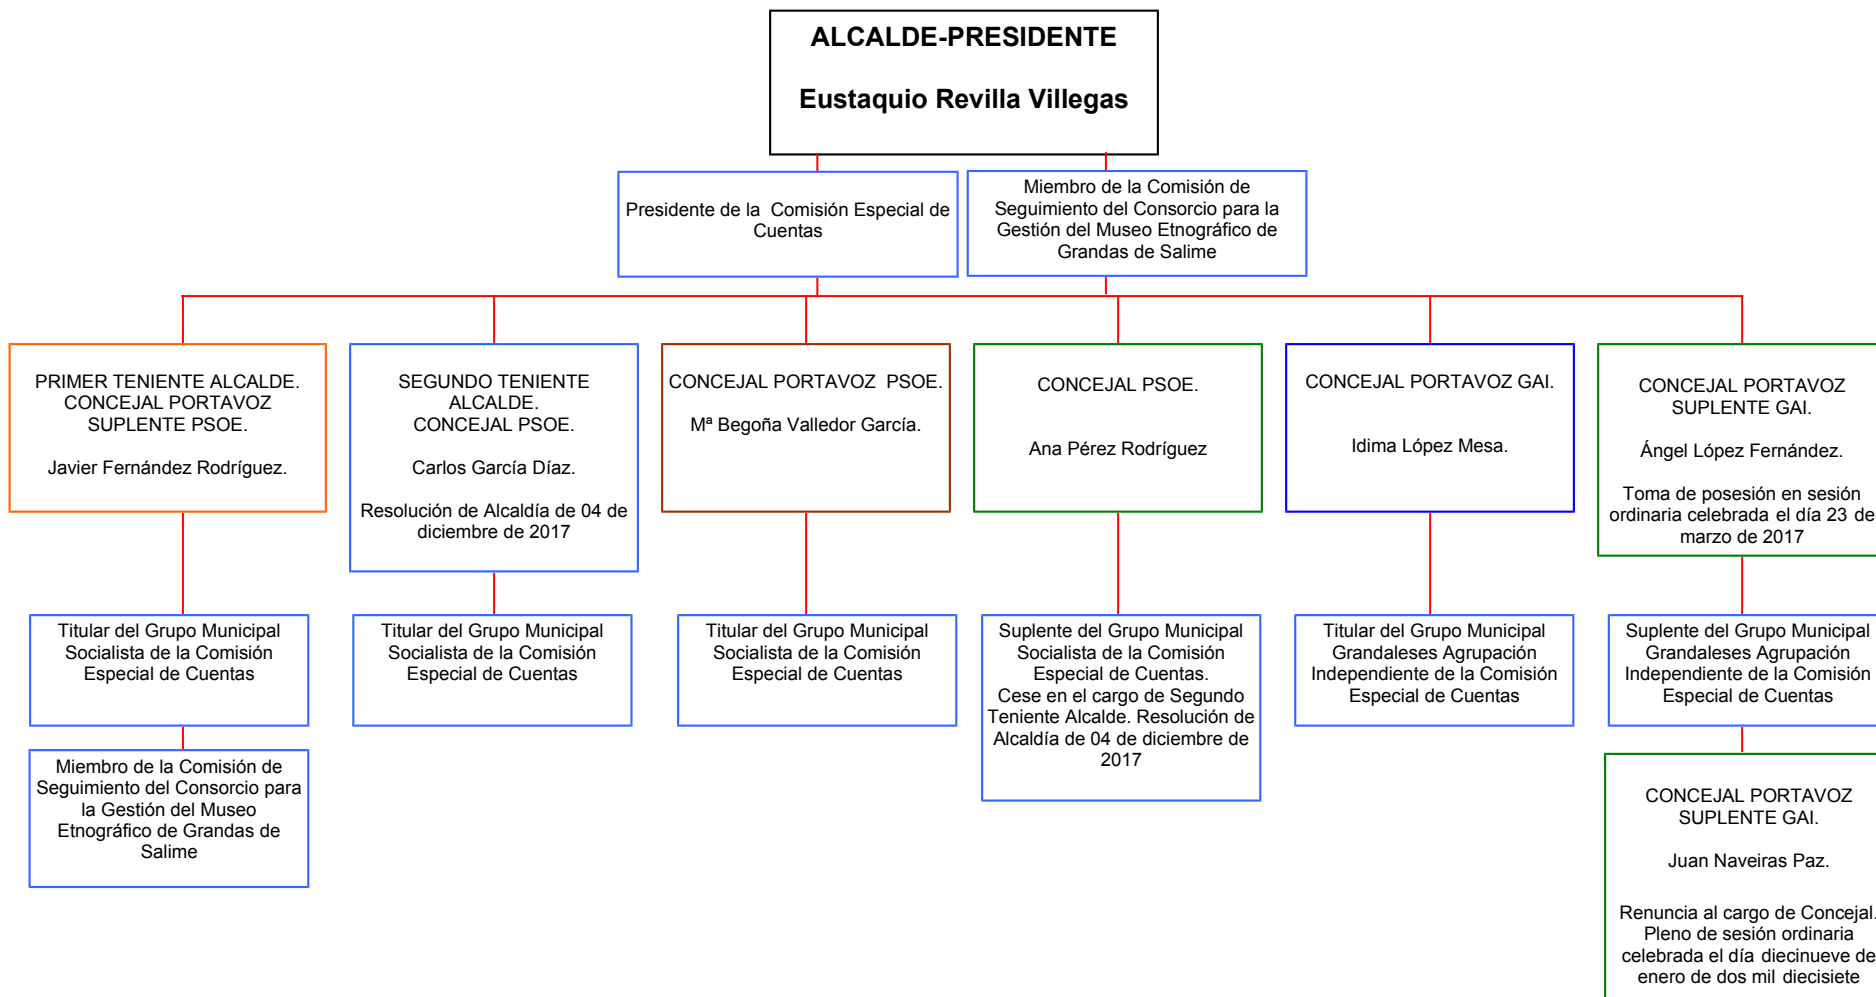 ALCALDE-PRESIDENTE
Eustaquio Revilla Villegas
Presidente de la Comisión Especial de
Cuentas
Miembro de la Comisión de
Seguimiento del Consorcio para la
Gestión del Museo Etnográfico de
Grandas de Salime
PRIMER TENIENTE ALCALDE.
CONCEJAL PORTAVOZ
SUPLENTE PSOE.
Javier Fernández Rodríguez.
SEGUNDO TENIENTE
ALCALDE.
CONCEJAL PSOE.
Carlos García Díaz.
Resolución de Alcaldía de 04 de
diciembre de 2017
CONCEJAL PORTAVOZ PSOE.
Mª Begoña Valledor García.
CONCEJAL PSOE.
Ana Pérez Rodríguez
CONCEJAL PORTAVOZ GAI.
Idima López Mesa.
CONCEJAL PORTAVOZ
SUPLENTE GAI.
Ángel López Fernández.
Toma de posesión en sesión
ordinaria celebrada el día 23 de
marzo de 2017
Titular del Grupo Municipal
Socialista de la Comisión
Especial de Cuentas
Titular del Grupo Municipal
Socialista de la Comisión
Especial de Cuentas
Titular del Grupo Municipal
Socialista de la Comisión
Especial de Cuentas
Suplente del Grupo Municipal
Socialista de la Comisión
Especial de Cuentas.
Cese en el cargo de Segundo
Teniente Alcalde. Resolución de
Alcaldía de 04 de diciembre de
2017
Titular del Grupo Municipal
Grandaleses Agrupación
Independiente de la Comisión
Especial de Cuentas
Suplente del Grupo Municipal
Grandaleses Agrupación
Independiente de la Comisión
Especial de Cuentas
Miembro de la Comisión de
Seguimiento del Consorcio para
la Gestión del Museo
Etnográfico de Grandas de
Salime
CONCEJAL PORTAVOZ
SUPLENTE GAI.
Juan Naveiras Paz.
Renuncia al cargo de Concejal.
Pleno de sesión ordinaria
celebrada el día diecinueve de
enero de dos mil diecisiete